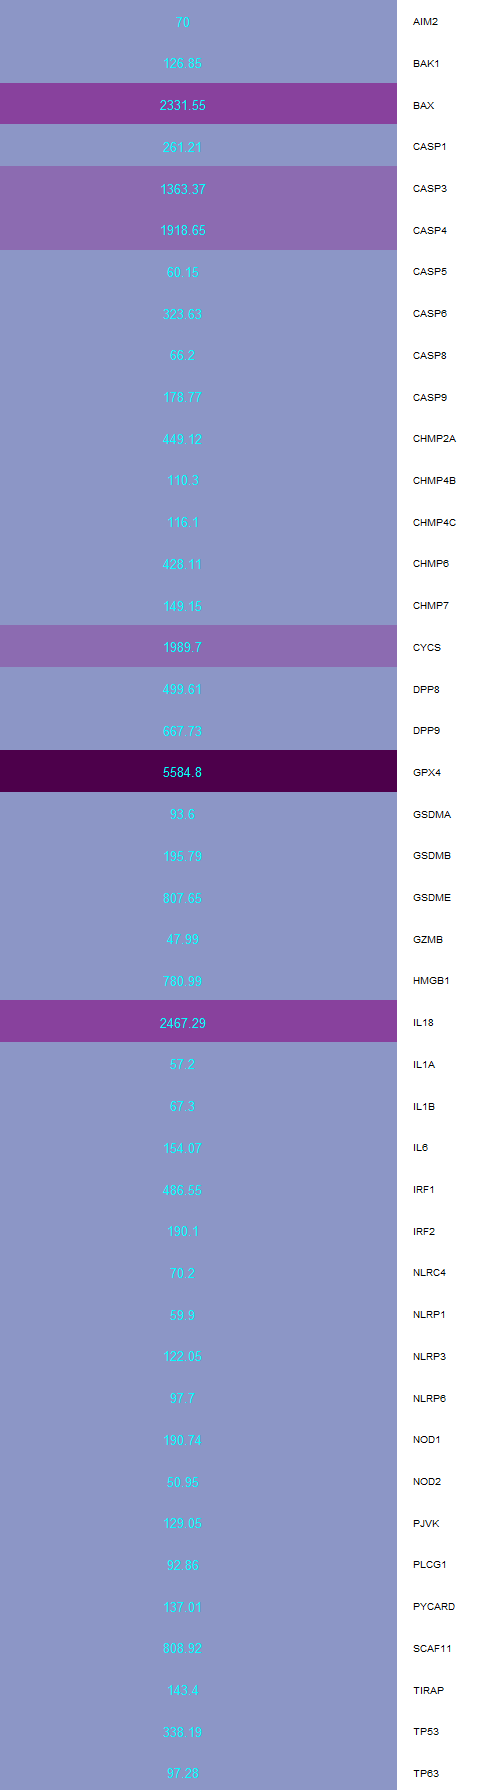 70 AIM2
126.85 BAK1
2331.55 BAX
261.21 CASP1
1363.37 CASP3
1918.65 CASP4
60.15 CASP5
323.63 CASP6
66.2 CASP8
178.77 CASP9
449.12 CHMP2A
110.3 CHMP4B
116.1 CHMP4C
428.11 CHMP6
149.15 CHMP7
1989.7 CYCS
499.61 DPP8
667.73 DPP9
5584.8 GPX4
93.6 GSDMA
195.79 GSDMB
807.65 GSDME
47.99 GZMB
780.99 HMGB1
2467.29 IL18
57.2 IL1A
67.3 IL1B
154.07 IL6
486.55 IRF1
190.1 IRF2
70.2 NLRC4
59.9 NLRP1
122.05 NLRP3
97.7 NLRP6
190.74 NOD1
50.95 NOD2
129.05 PJVK
92.86 PLCG1
137.01 PYCARD
808.92 SCAF11
143.4 TIRAP
338.19 TP53
97.28 TP63